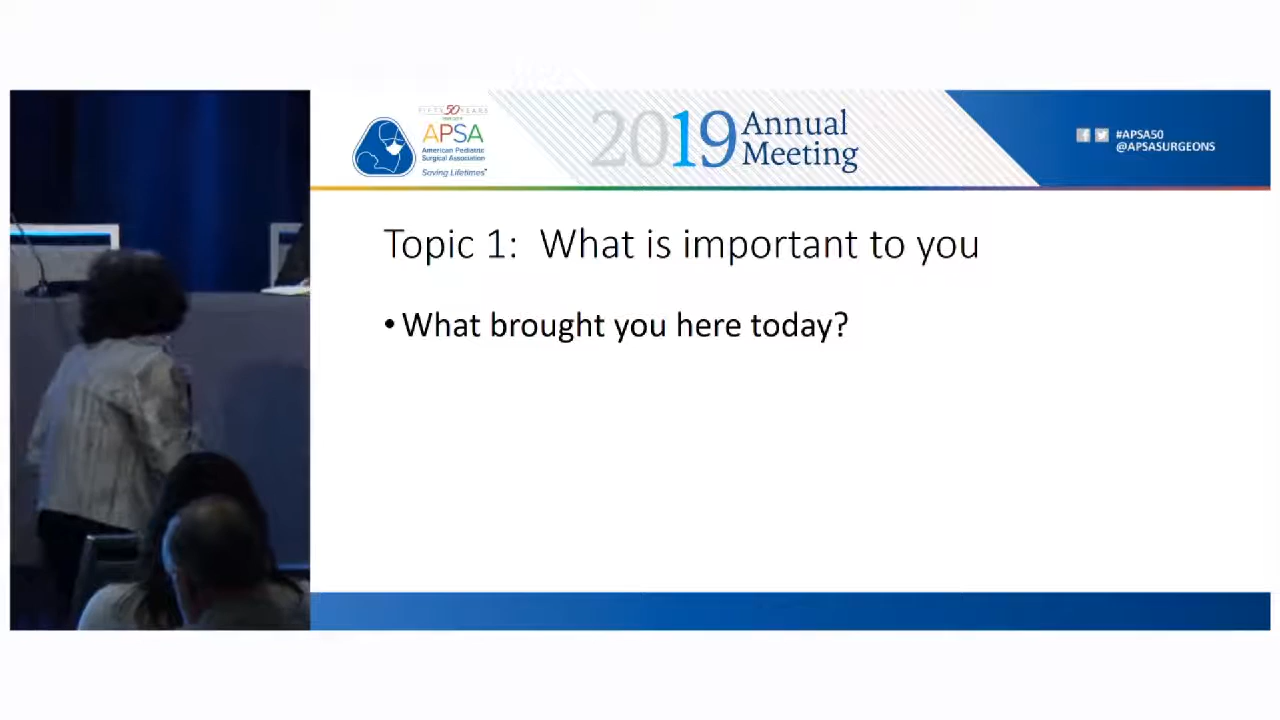 FIFTY 50 YEARS
APSA
American Pediatric
Surgical Association
Saving Lifetimes
2019 Annual
Meeting
#APSA50
@APSASURGEONS
Topic 1: What is important to you
• What brought you here today?